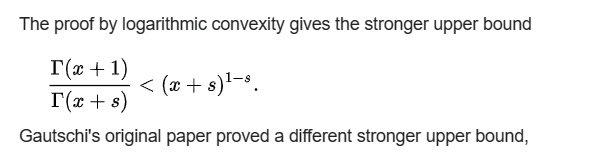 The proof by logarithmic convexity gives the stronger upper bound
Γ(x + 1)
Γ(x + s)
< (x + s)^{1−s}.
Gautschi's original paper proved a different stronger upper bound,